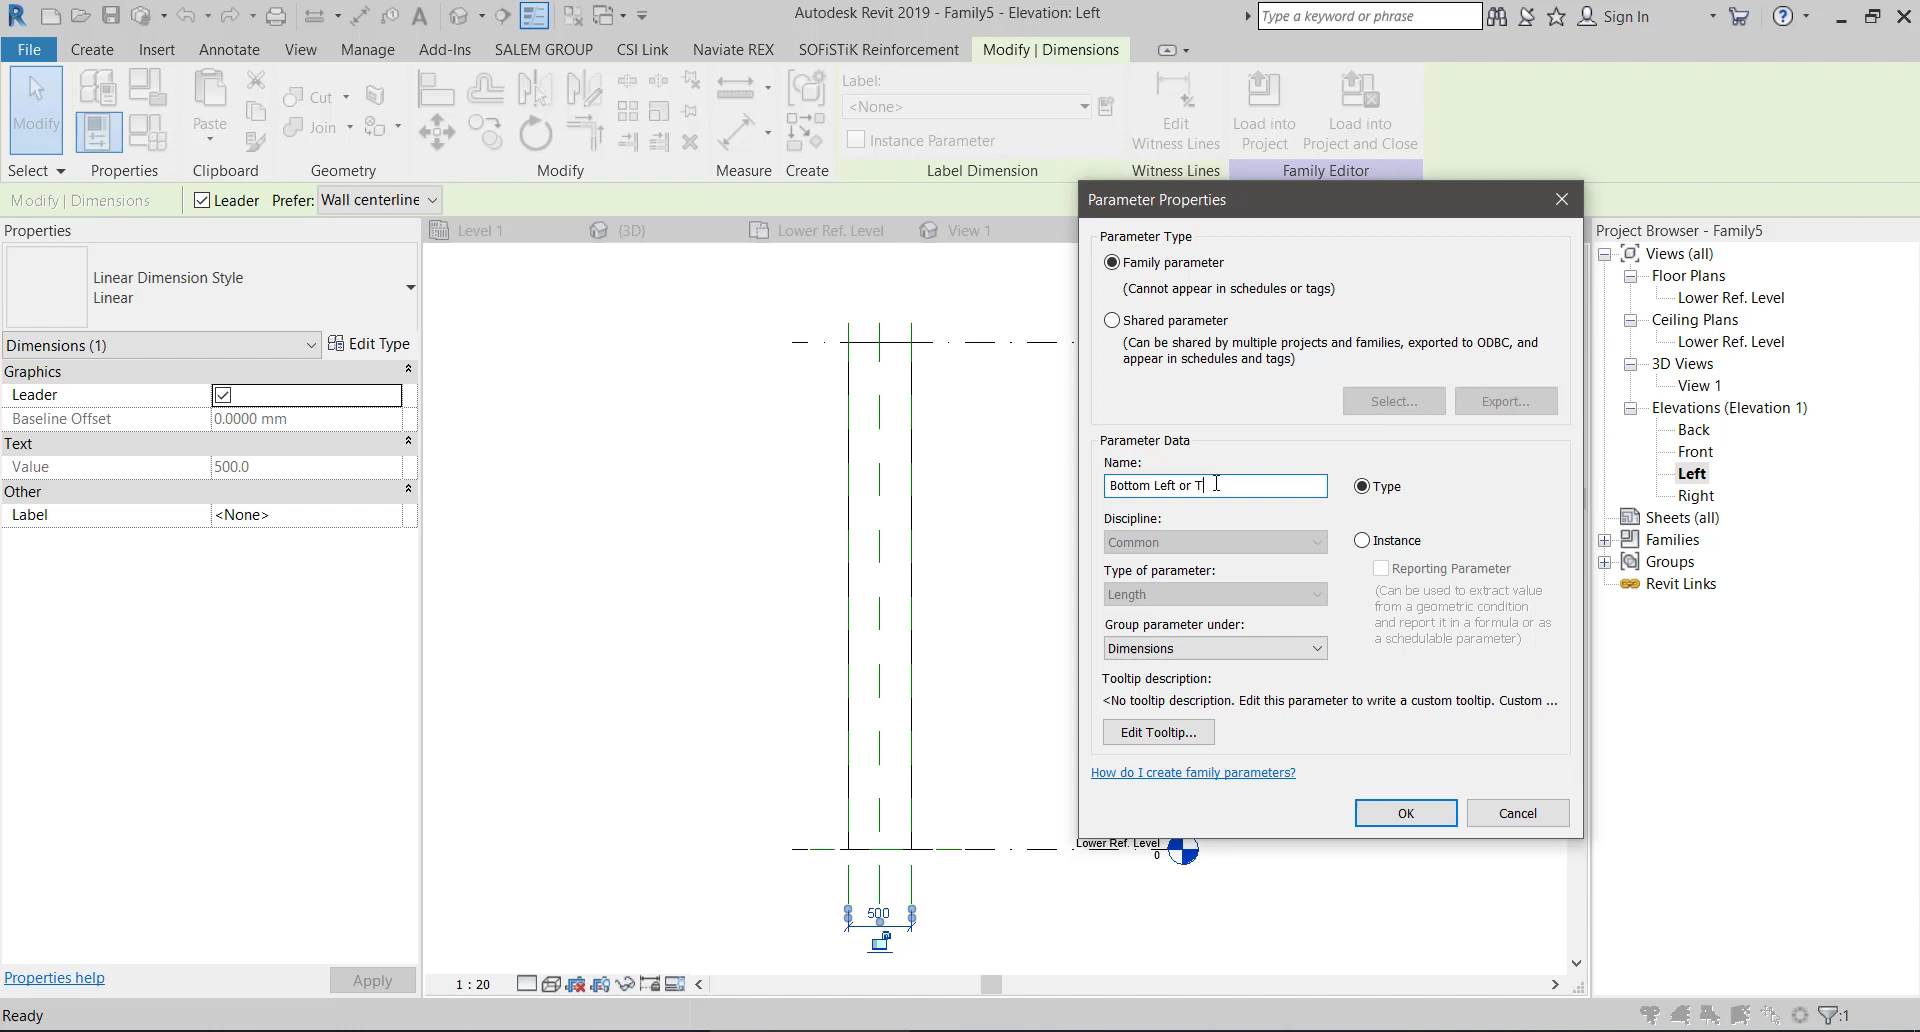 Autodesk Revit 2019 - Family5 - Elevation: Left
Type a keyword or phrase
Sign In
File Create Insert Annotate View Manage Add-Ins SALEM GROUP CSI Link Naviate REX SOFiSTiK Reinforcement Modify | Dimensions
Modify
Paste
Cut
Join
Label:
<None>
Instance Parameter
Edit
Witness Lines
Load into
Project
Load into
Project and Close
Select Properties Clipboard Geometry Modify Measure Create Label Dimension Witness Lines Family Editor
Modify | Dimensions
Leader Prefer: Wall centerline
Properties
Linear Dimension Style
Linear
Dimensions (1)
Edit Type
Graphics
Leader
Baseline Offset 0.0000 mm
Text
Value 500.0
Other
Label <None>
Properties help
Apply
Level 1 {3D} Lower Ref. Level View 1
Lower Ref. Level
0
500
1 : 20
Parameter Properties
Parameter Type
Family parameter
(Cannot appear in schedules or tags)
Shared parameter
(Can be shared by multiple projects and families, exported to ODBC, and
appear in schedules and tags)
Select...
Export...
Parameter Data
Name:
Bottom Left or T
Type
Discipline:
Common
Instance
Type of parameter:
Reporting Parameter
Length
(Can be used to extract value
from a geometric condition
and report it in a formula or as
a schedulable parameter)
Group parameter under:
Dimensions
Tooltip description:
<No tooltip description. Edit this parameter to write a custom tooltip. Custom ...
Edit Tooltip...
How do I create family parameters?
OK
Cancel
Project Browser - Family5
Views (all)
Floor Plans
Lower Ref. Level
Ceiling Plans
Lower Ref. Level
3D Views
View 1
Elevations (Elevation 1)
Back
Front
Left
Right
Sheets (all)
Families
Groups
Revit Links
Ready
:1